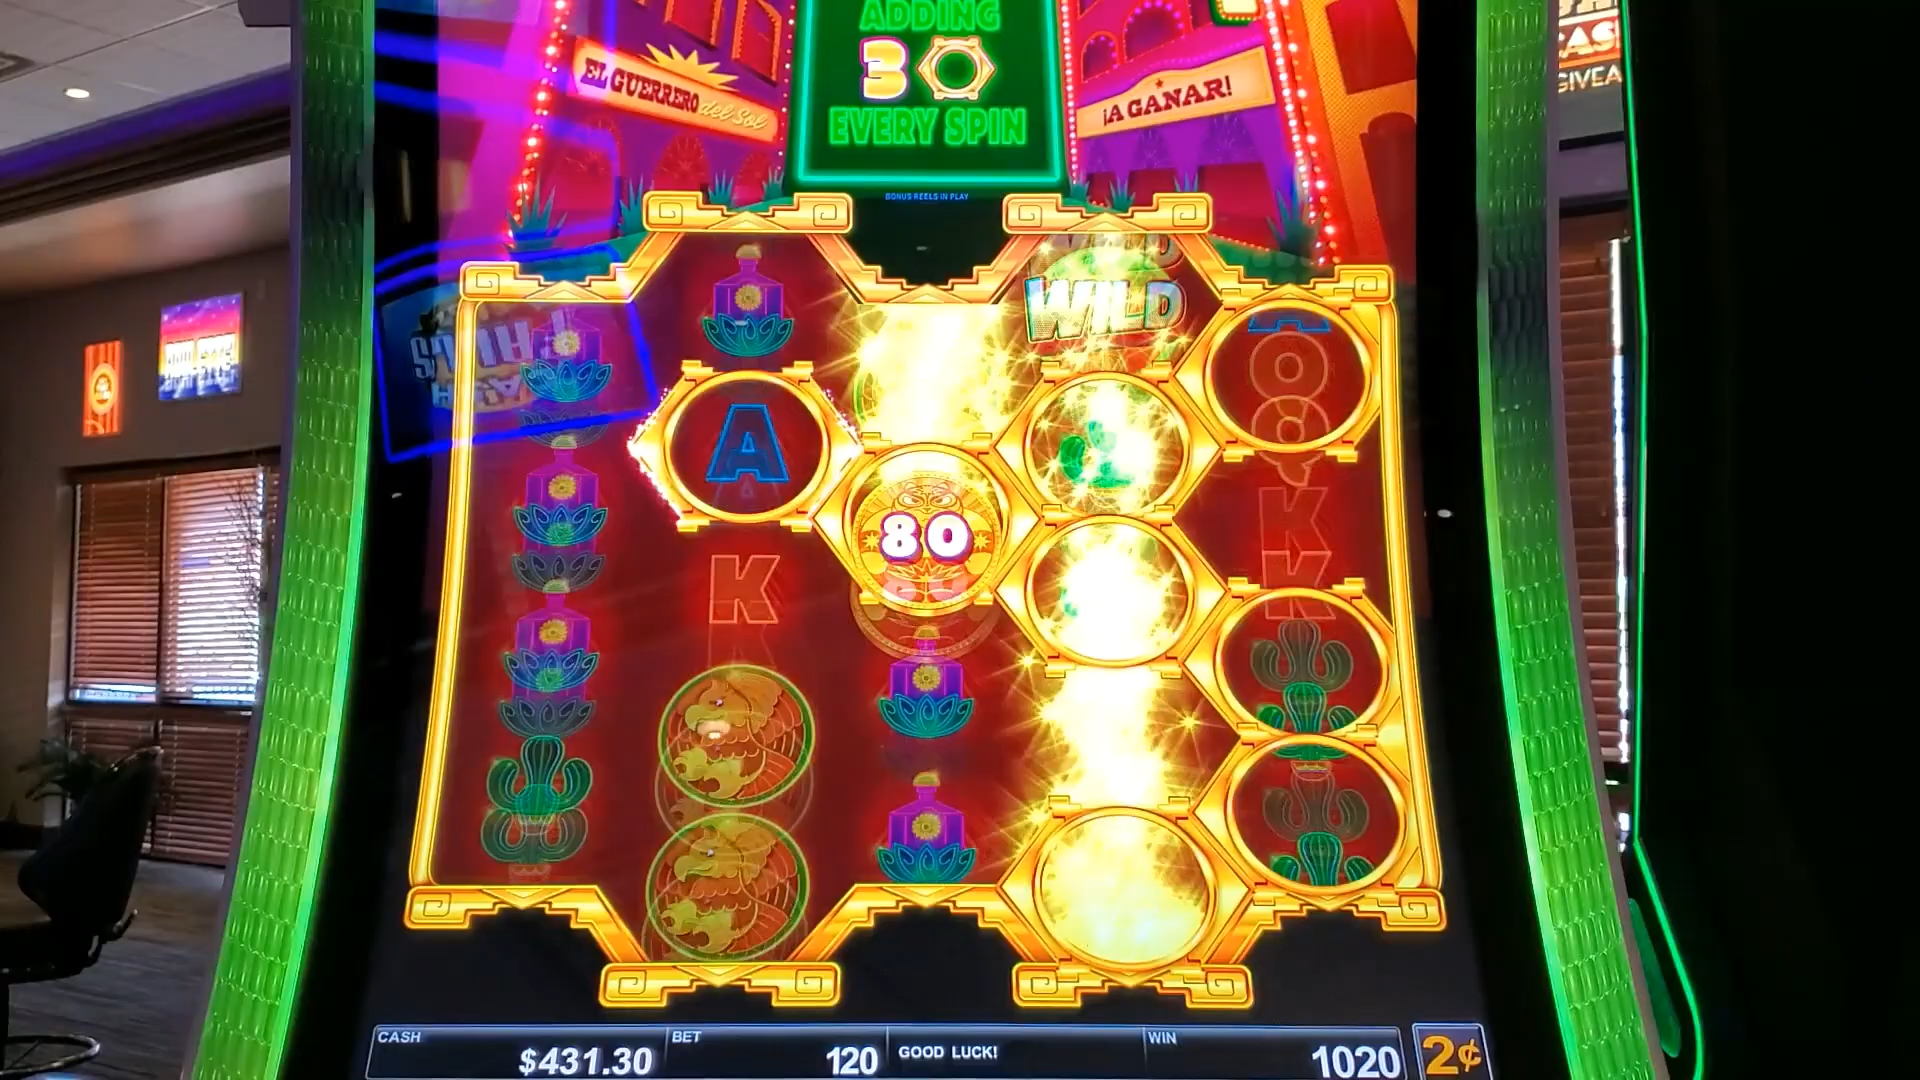 ADDING
3
EVERY SPIN
EL GUERRERO del Sol
¡A GANAR!
BONUS REELS IN PLAY
GIVEA
WILD
A
80
K
K
K
CASH
$431.30
BET
120
GOOD LUCK!
WIN
1020
2¢